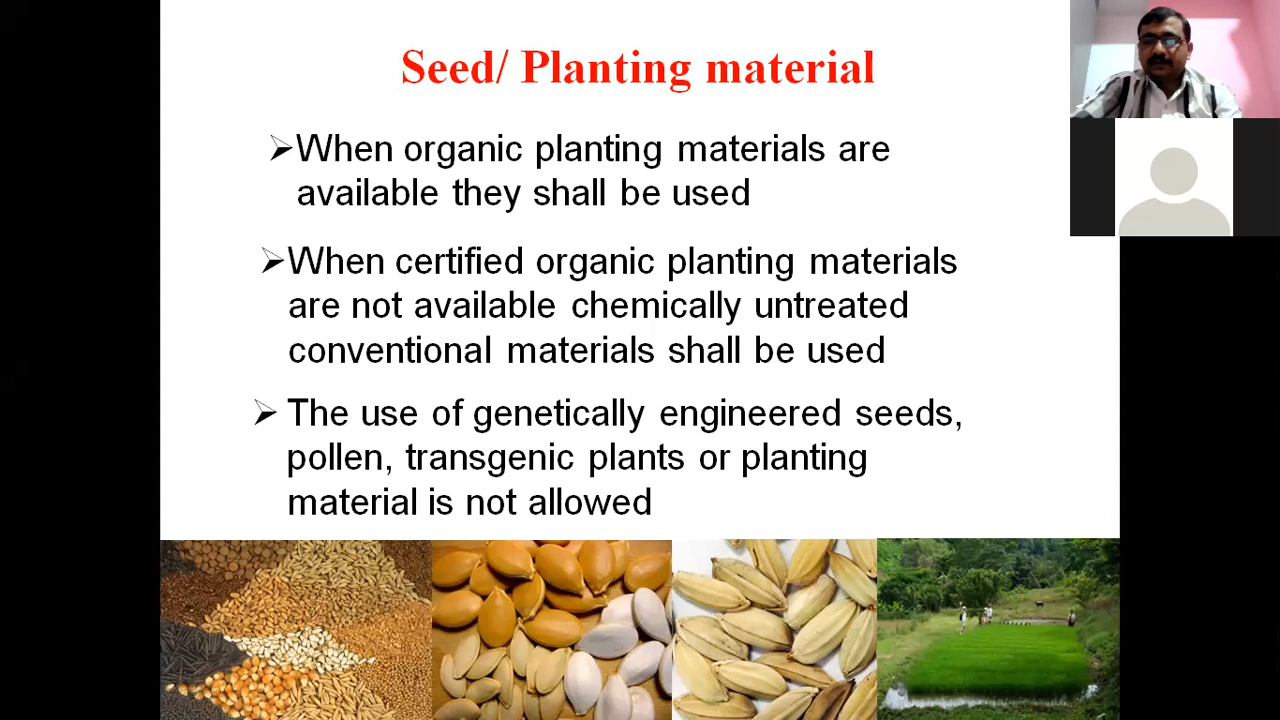 Seed/ Planting material
➢When organic planting materials are
available they shall be used
➢When certified organic planting materials
are not available chemically untreated
conventional materials shall be used
➢ The use of genetically engineered seeds,
pollen, transgenic plants or planting
material is not allowed